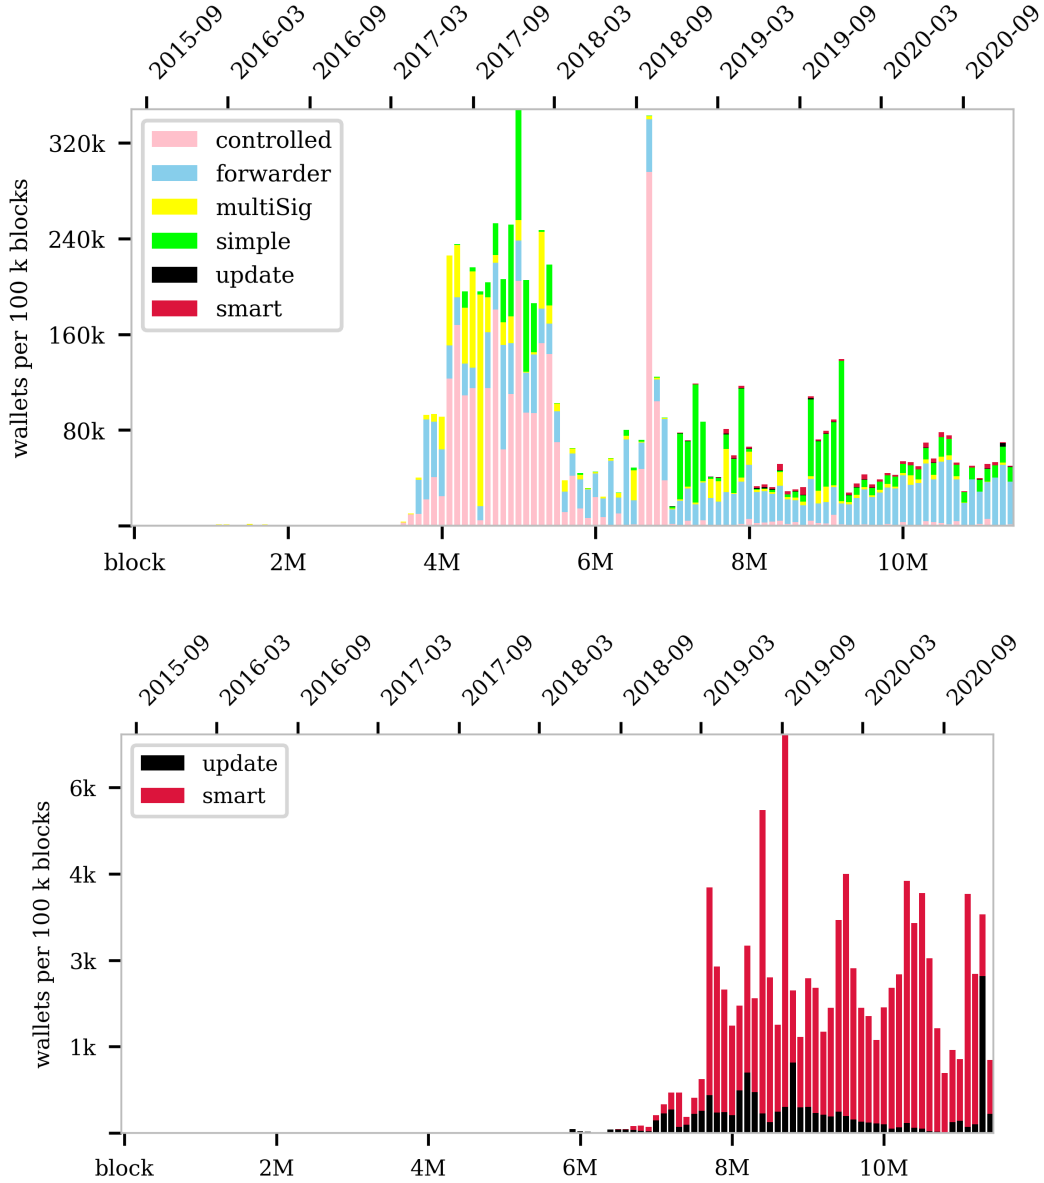 2015-09 2016-03 2016-09 2017-03 2017-09 2018-03 2018-09 2019-03 2019-09 2020-03 2020-09
controlled
forwarder
multiSig
simple
update
smart
320k
240k
160k
80k
wallets per 100 k blocks
block 2M 4M 6M 8M 10M
2015-09 2016-03 2016-09 2017-03 2017-09 2018-03 2018-09 2019-03 2019-09 2020-03 2020-09
update
smart
6k
4k
3k
1k
wallets per 100 k blocks
block 2M 4M 6M 8M 10M